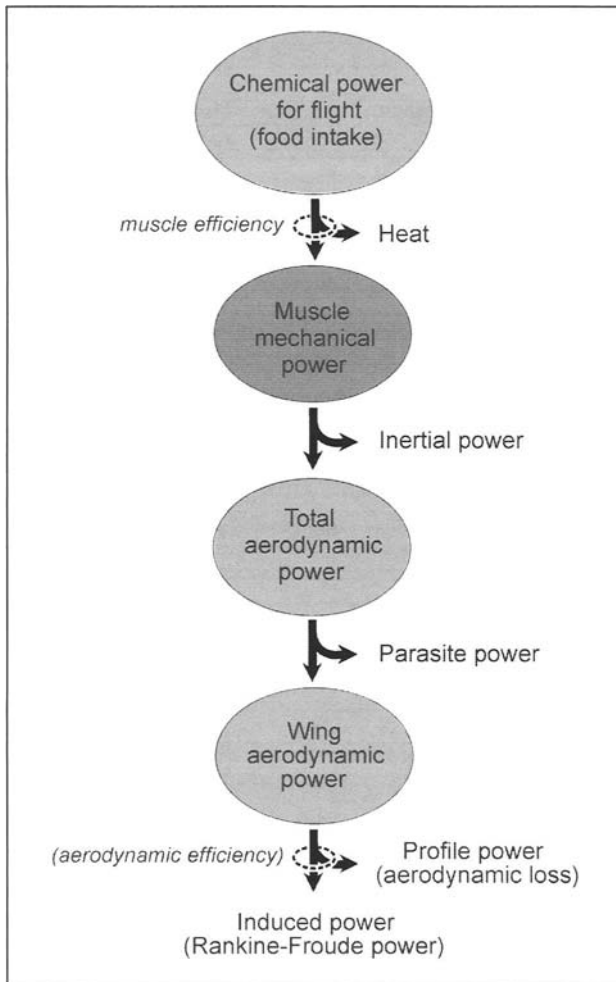 Chemical power
for flight
(food intake)
muscle efficiency
Heat
Muscle
mechanical
power
Inertial power
Total
aerodynamic
power
Parasite power
Wing
aerodynamic
power
(aerodynamic efficiency)
Profile power
(aerodynamic loss)
Induced power
(Rankine-Froude power)